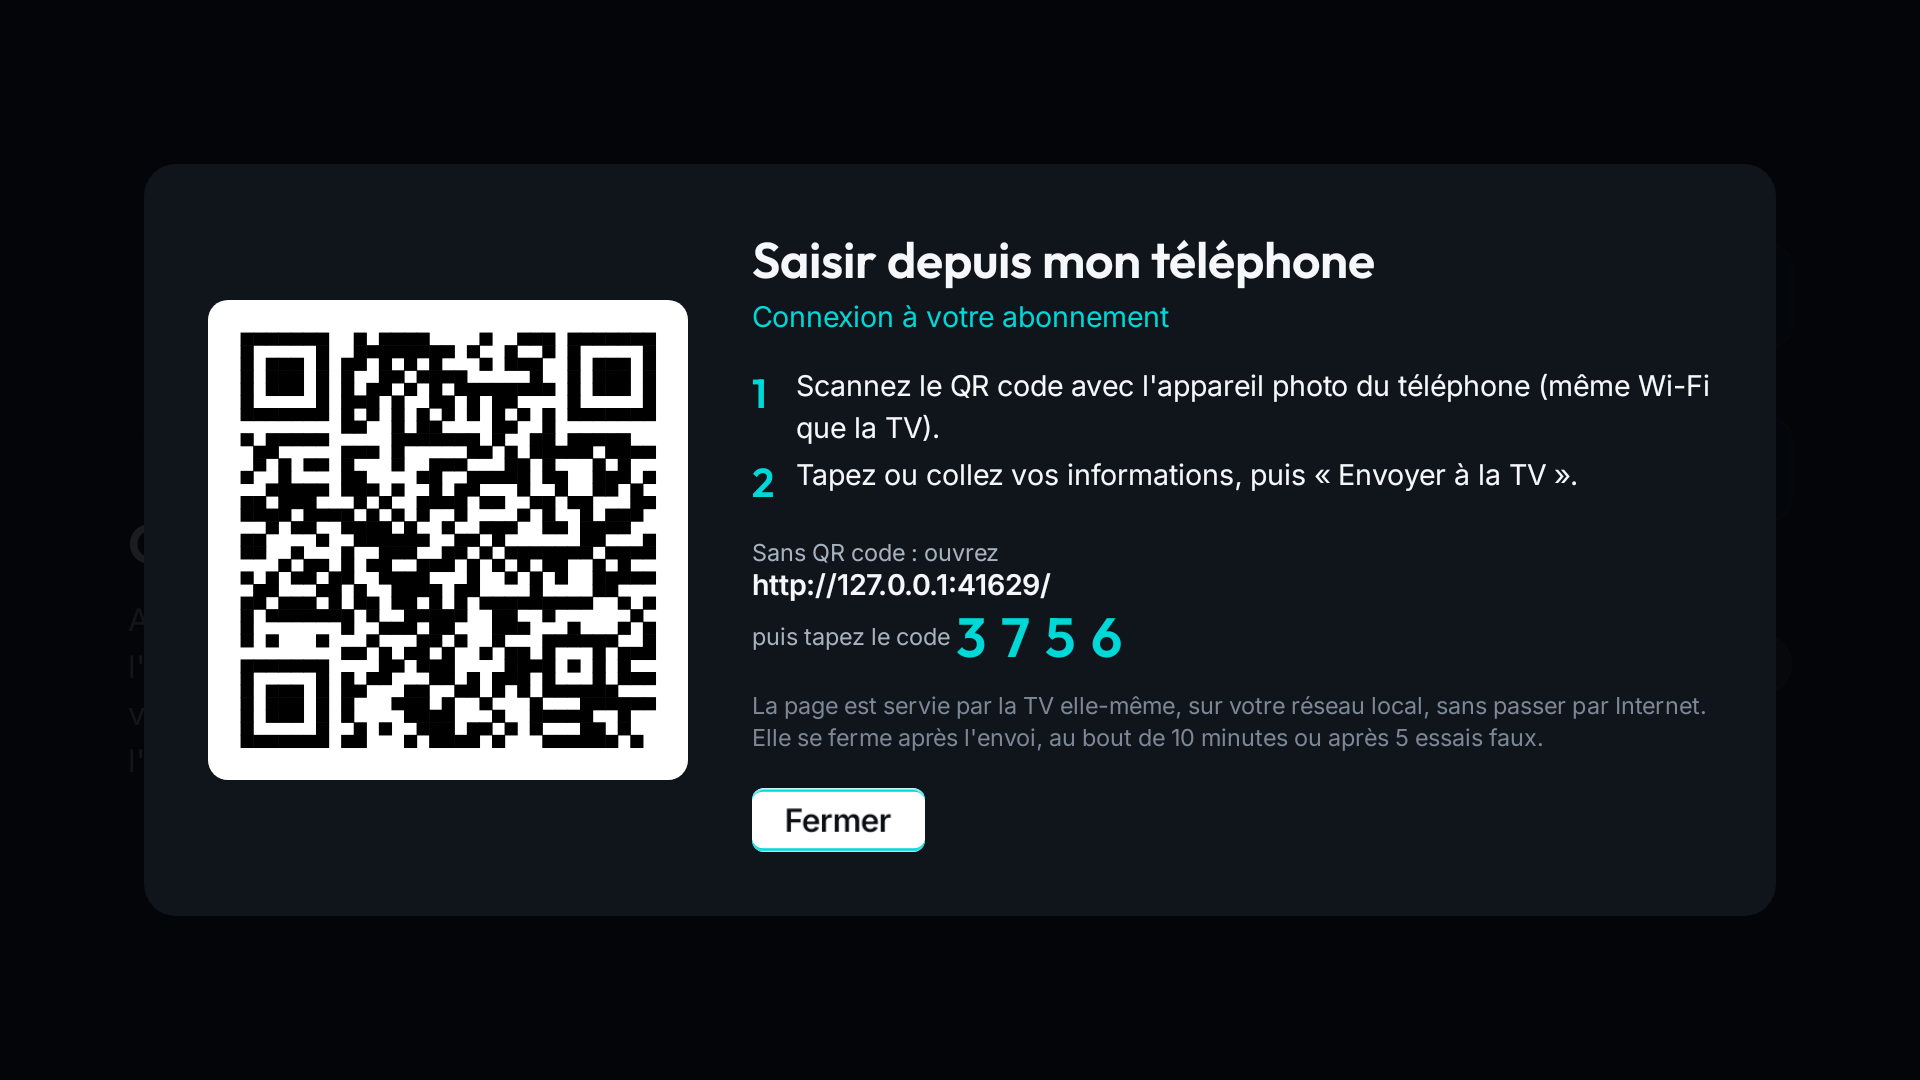 Saisir depuis mon téléphone
Connexion à votre abonnement
1 Scannez le QR code avec l'appareil photo du téléphone (même Wi-Fi
que la TV).
2 Tapez ou collez vos informations, puis « Envoyer à la TV ».
Sans QR code : ouvrez
http://127.0.0.1:41629/
puis tapez le code 3 7 5 6
La page est servie par la TV elle-même, sur votre réseau local, sans passer par Internet.
Elle se ferme après l'envoi, au bout de 10 minutes ou après 5 essais faux.
Fermer